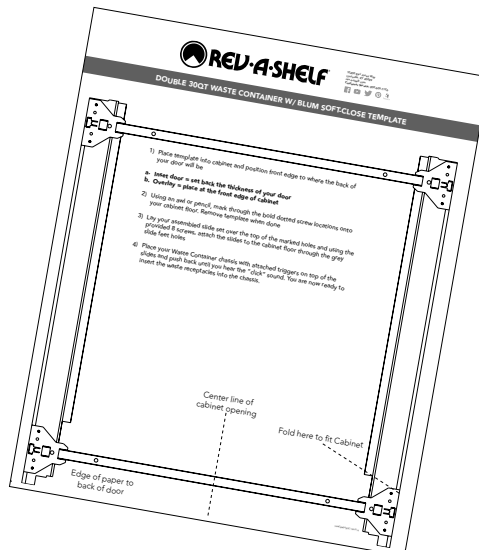 REV-A-SHELF
DOUBLE 30QT WASTE CONTAINER W/ BLUM SOFT-CLOSE TEMPLATE
1) Place template into cabinet and position front edge to where the back of
your door will be
a- Inset door = set back the thickness of your door
b. Overlay = place at the front edge of cabinet
2) Using an awl or pencil, mark through the bold dotted screw locations onto
your cabinet floor. Remove template when done
3) Lay your assembled slide set over the top of the marked holes and using the
provided 8 screws, attach the slides to the cabinet floor through the grey
slide feet holes
4) Place your Waste Container chassis with attached triggers on top of the
slides and push back until you hear the "click" sound. You are now ready to
insert the waste receptacles into the chassis.
Center line of
cabinet opening
Fold here to fit Cabinet
Edge of paper to
back of door